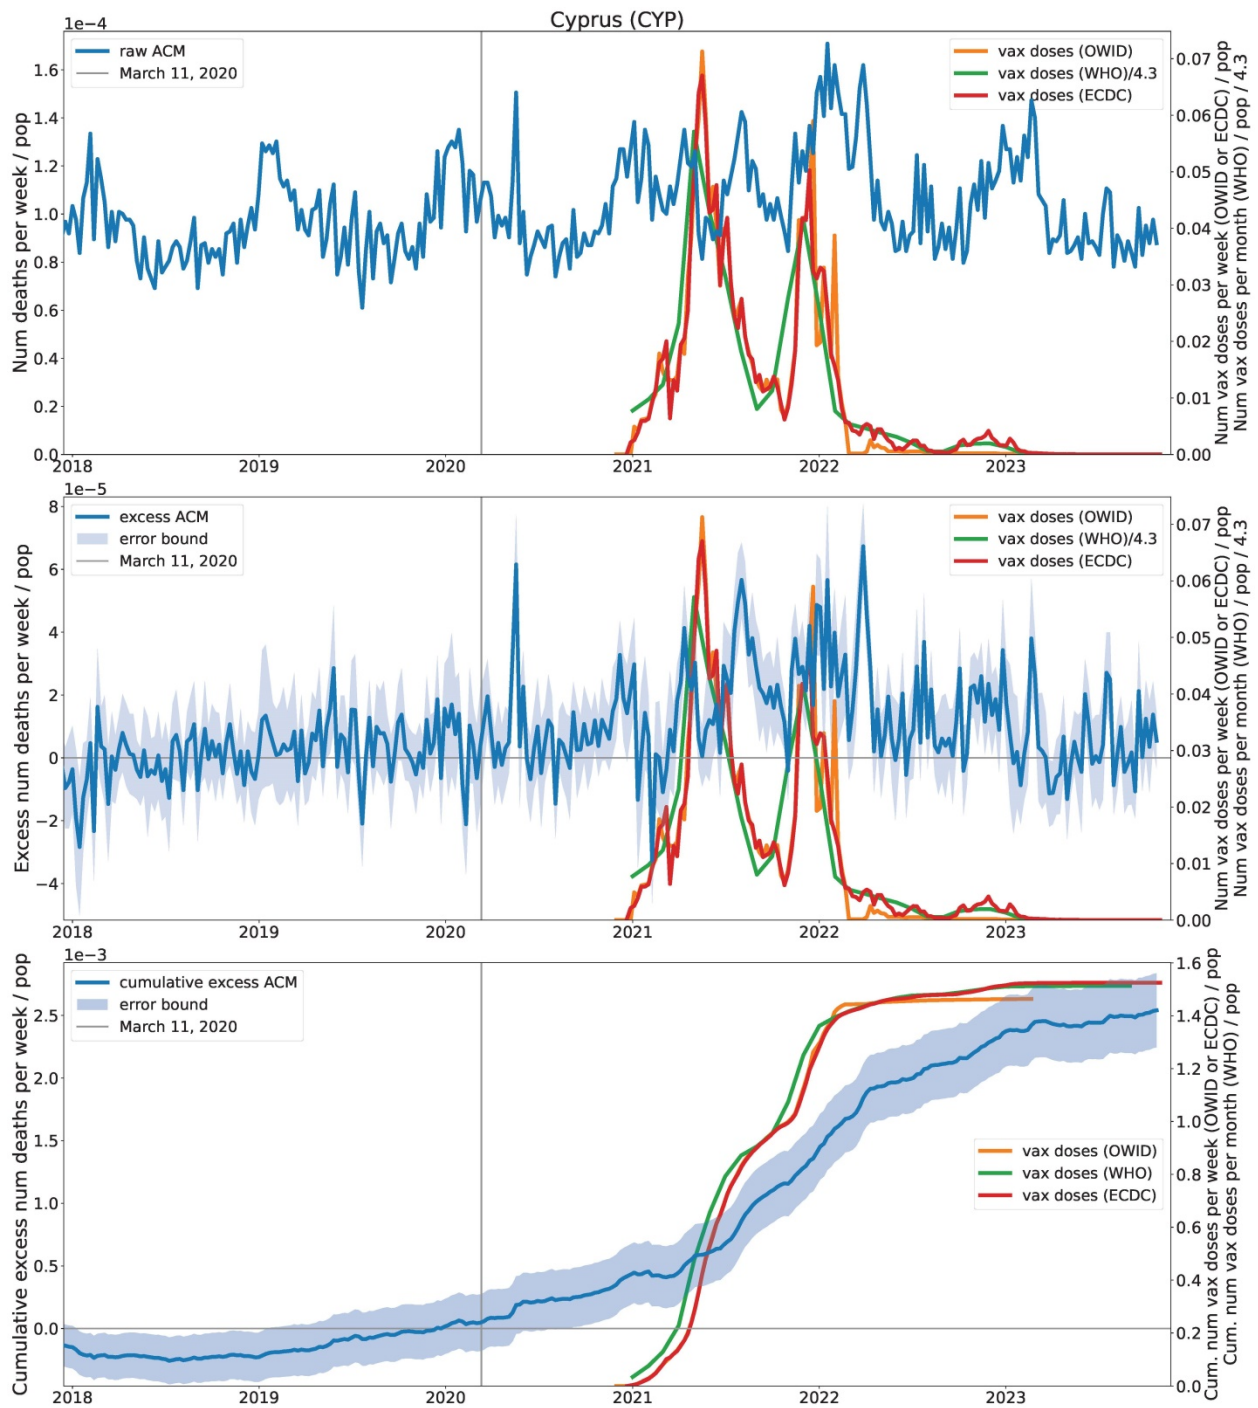 Cyprus (CYP)
1e−4
raw ACM
March 11, 2020
vax doses (OWID)
vax doses (WHO)/4.3
vax doses (ECDC)
Num deaths per week / pop
1.6
1.4
1.2
1.0
0.8
0.6
0.4
0.2
0.0
0.07
0.06
0.05
0.04
0.03
0.02
0.01
0.00
Num vax doses per week (OWID or ECDC) / pop
Num vax doses per month (WHO) / pop / 4.3
2018 2019 2020 2021 2022 2023
1e−5
excess ACM
error bound
March 11, 2020
vax doses (OWID)
vax doses (WHO)/4.3
vax doses (ECDC)
Excess num deaths per week / pop
8
6
4
2
0
−2
−4
0.07
0.06
0.05
0.04
0.03
0.02
0.01
0.00
Num vax doses per week (OWID or ECDC) / pop
Num vax doses per month (WHO) / pop / 4.3
2018 2019 2020 2021 2022 2023
1e−3
cumulative excess ACM
error bound
March 11, 2020
vax doses (OWID)
vax doses (WHO)
vax doses (ECDC)
Cumulative excess num deaths per week / pop
2.5
2.0
1.5
1.0
0.5
0.0
1.6
1.4
1.2
1.0
0.8
0.6
0.4
0.2
0.0
Cum. num vax doses per week (OWID or ECDC) / pop
Cum. num vax doses per month (WHO) / pop
2018 2019 2020 2021 2022 2023